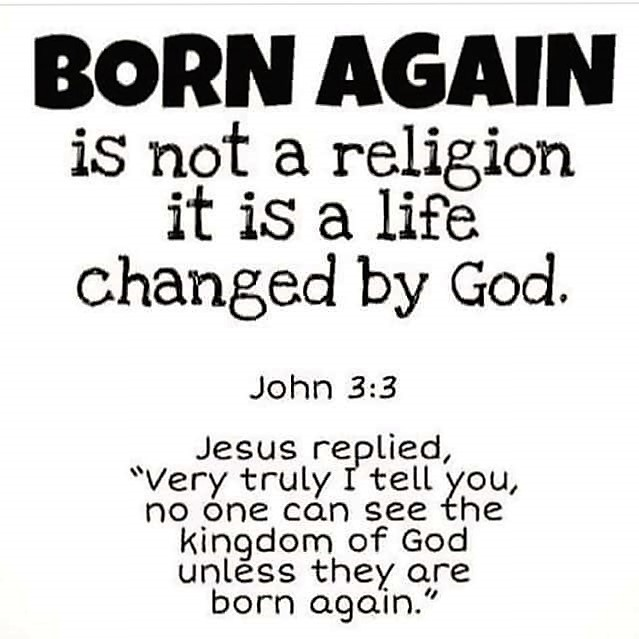 BORN AGAIN
is not a religion
it is a life
changed by God.
John 3:3
Jesus replied,
"Very truly I tell you,
no one can see the
kingdom of God
unless they are
born again."